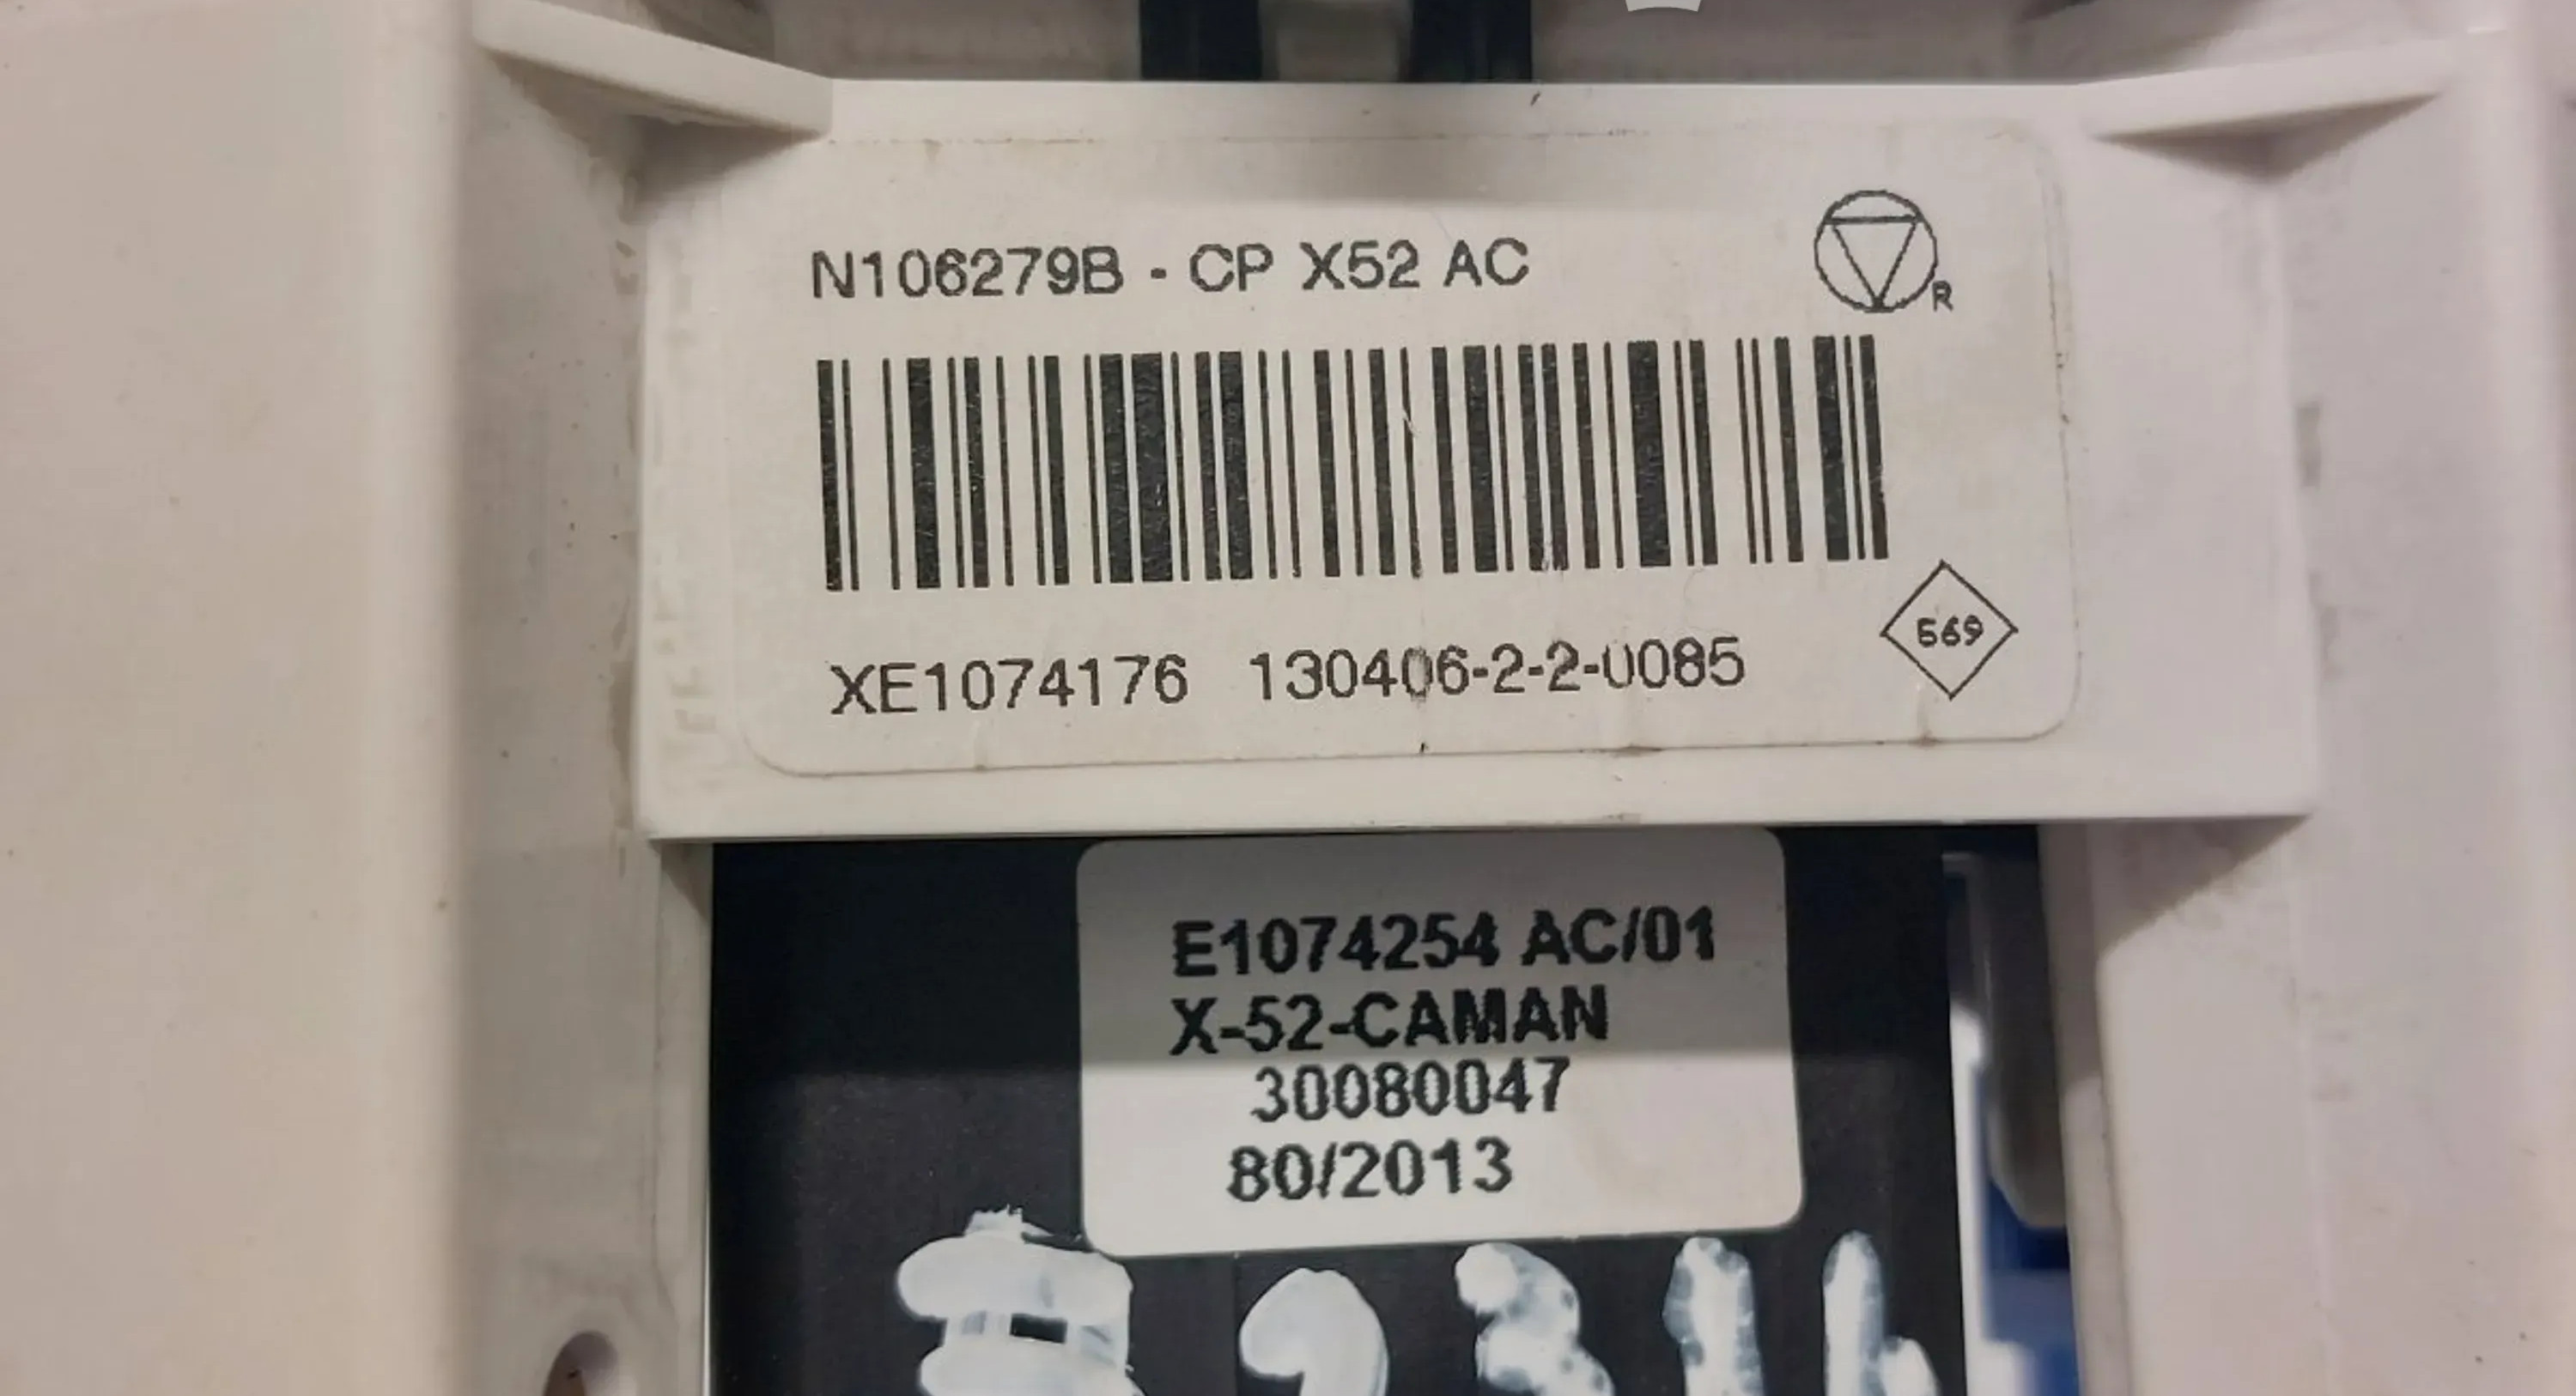 N106279B - CP X52 AC
R
XE1074176 130406-2-2-0085
569
E1074254 AC/01
X-52-CAMAN
30080047
80/2013